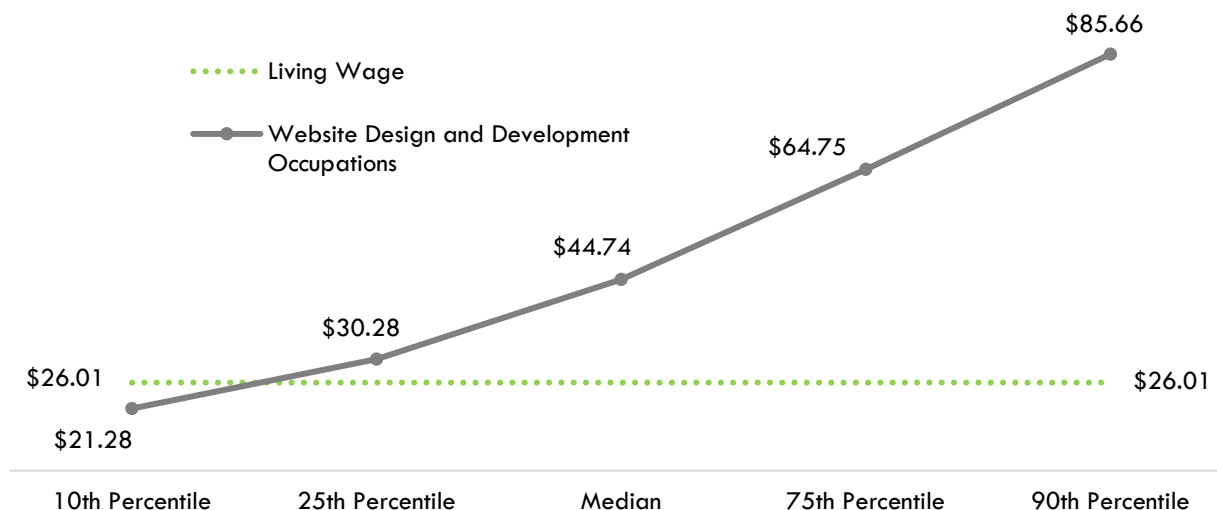 $85.66
Living Wage
Website Design and Development
Occupations
$64.75
$44.74
$30.28
$26.01
$26.01
$21.28
10th Percentile
25th Percentile
Median
75th Percentile
90th Percentile